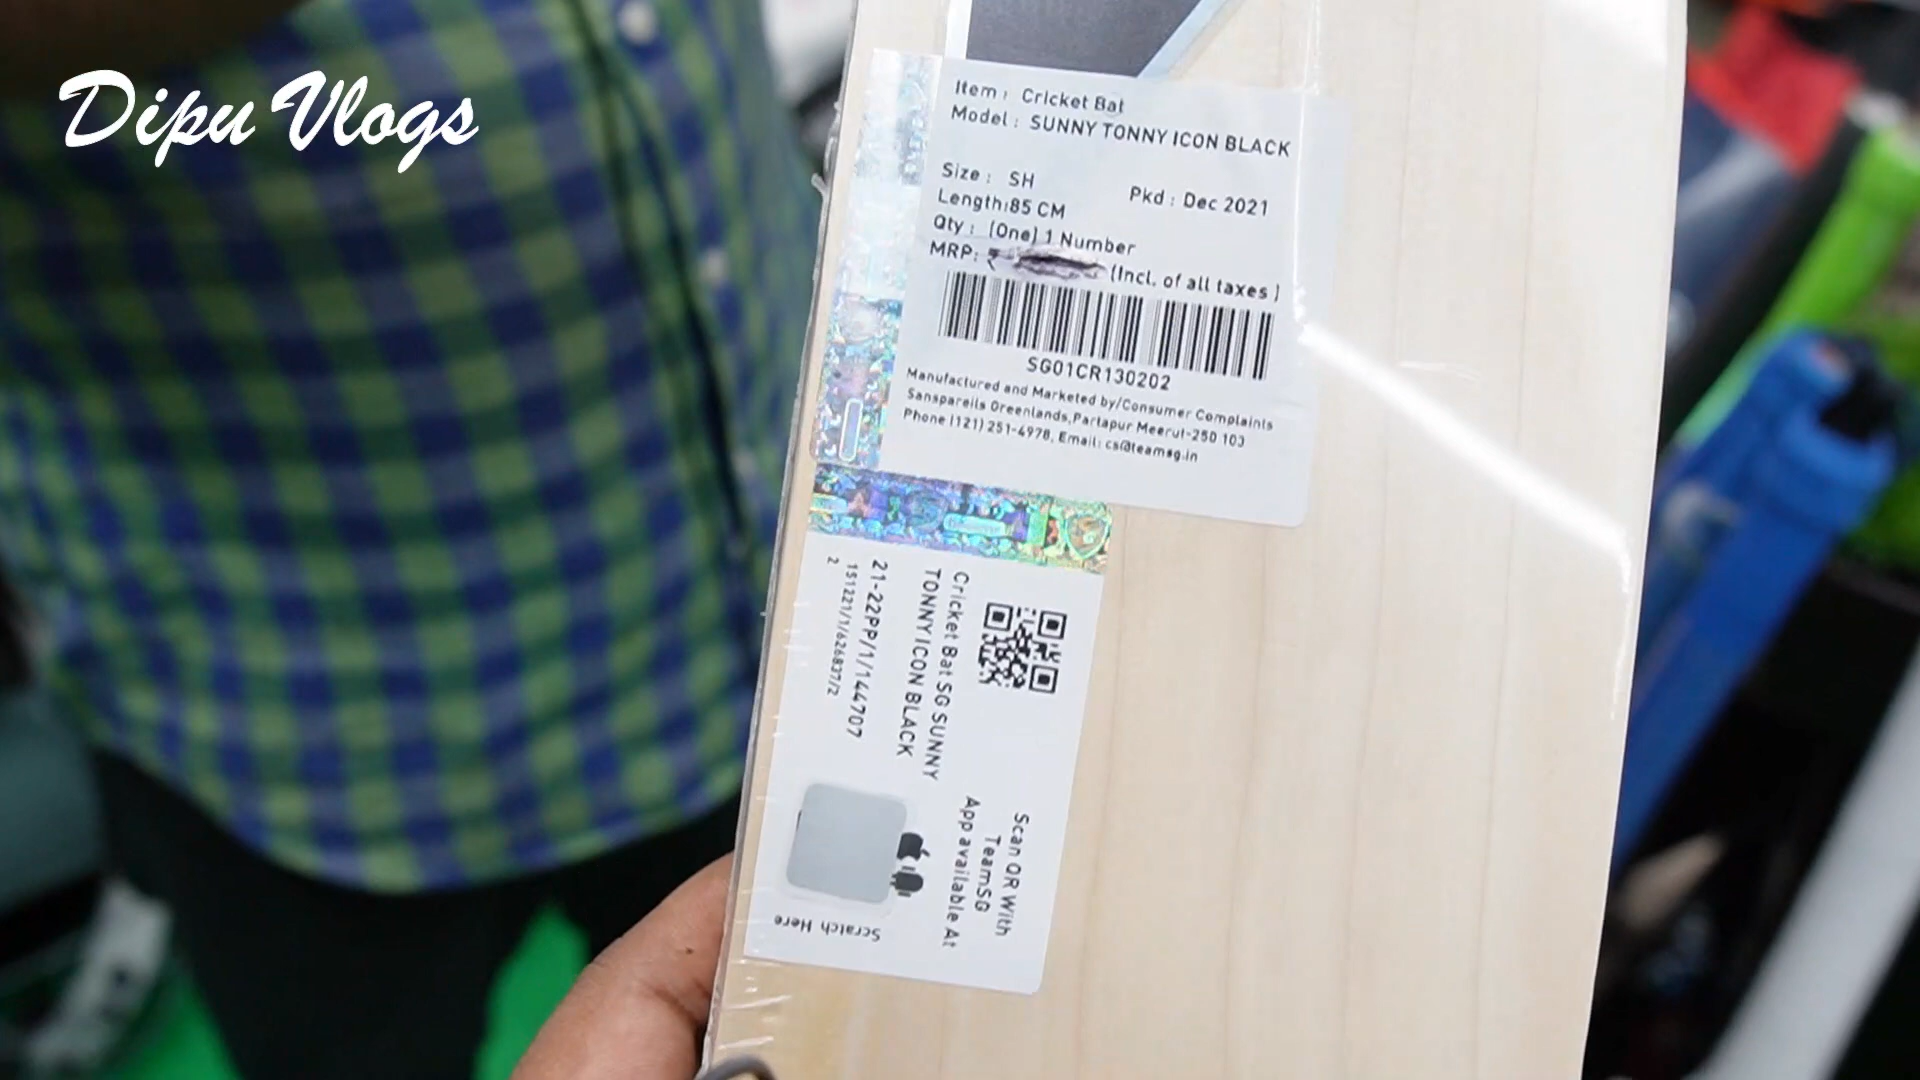 Dipu Vlogs
Item : Cricket Bat
Model : SUNNY TONNY ICON BLACK
Size : SH
Pkd : Dec 2021
Length:85 CM
Qty : (One) 1 Number
MRP: ₹ (Incl. of all taxes )
SG01CR130202
Manufactured and Marketed by/Consumer Complaints
Sanspareils Greenlands,Partapur Meerut-250 103
Phone (121) 251-4978, Email: cs@teamsg.in
Cricket Bat SG SUNNY
TONNY ICON BLACK
21-22PP/1/144707
151221/1/626837/2
2
Scan QR With
TeamSG
App available At
Scratch Here